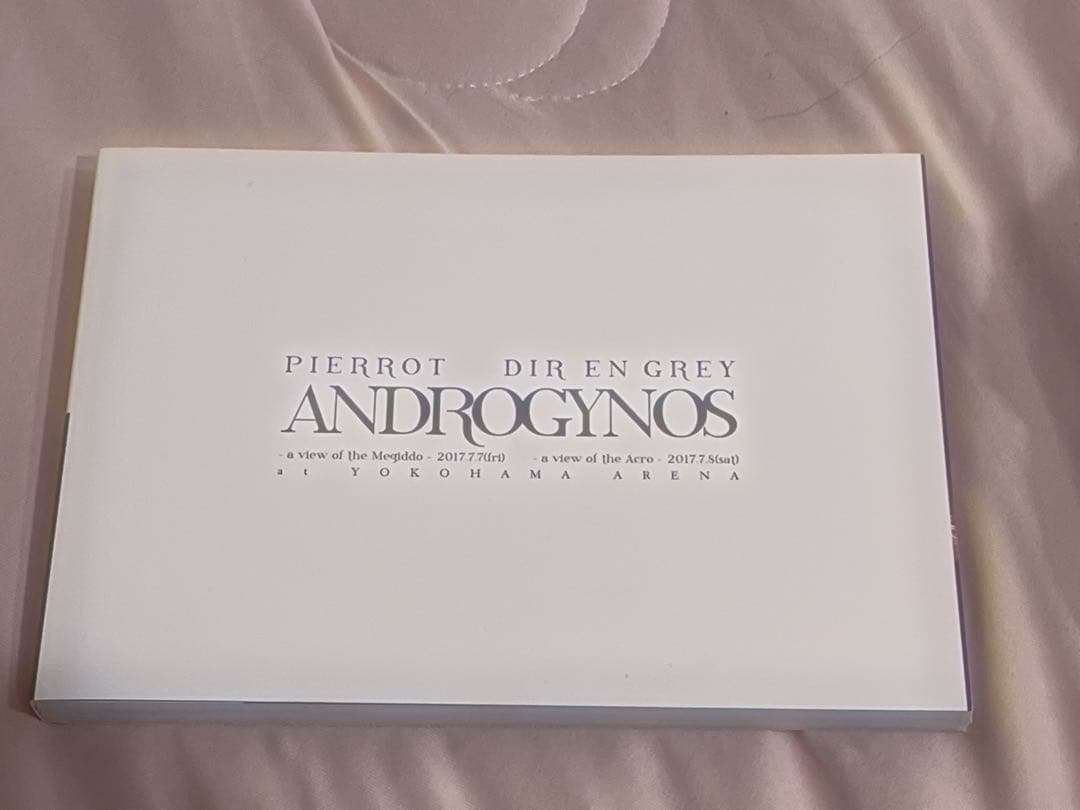 PIERROT DIR EN GREY
ANDROGYNOS
- a view of the Megiddo - 2017.7.7(fri) - a view of the Acro - 2017.7.8(sat)
at YOKOHAMA ARENA